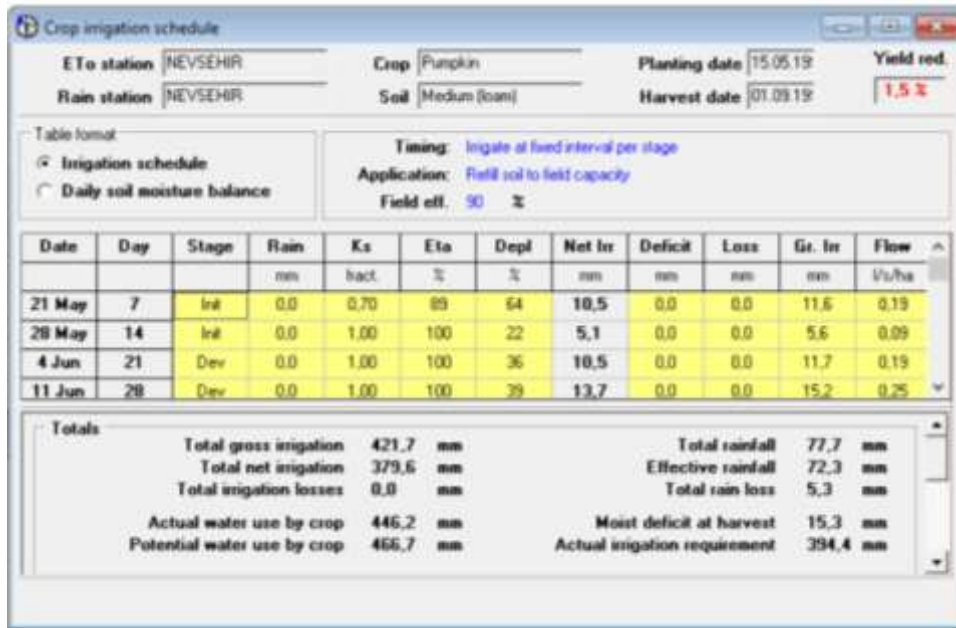 Crop irrigation schedule
ETo station NEVSEHIR Crop Pumpkin Planting date 15.05.19 Yield red.
Rain station NEVSEHIR Soil Medium (loam) Harvest date 01.09.19 1,5 %
Table format
Irrigation schedule
Daily soil moisture balance
Timing: Irrigate at fixed interval per stage
Application: Refill soil to field capacity
Field eff. 90 %
Date Day Stage Rain Ks Eta Depl Net Irr Deficit Loss Gr. Irr Flow
mm fract. % % mm mm mm mm l/s/ha
21 May 7 Init 0,0 0,70 89 64 10,5 0,0 0,0 11,6 0,19
28 May 14 Init 0,0 1,00 100 22 5,1 0,0 0,0 5,6 0,09
4 Jun 21 Dev 0,0 1,00 100 36 10,5 0,0 0,0 11,7 0,19
11 Jun 28 Dev 0,0 1,00 100 39 13,7 0,0 0,0 15,2 0,25
Totals
Total gross irrigation 421,7 mm Total rainfall 77,7 mm
Total net irrigation 379,6 mm Effective rainfall 72,3 mm
Total irrigation losses 0,0 mm Total rain loss 5,3 mm
Actual water use by crop 446,2 mm Moist deficit at harvest 15,3 mm
Potential water use by crop 466,7 mm Actual irrigation requirement 394,4 mm